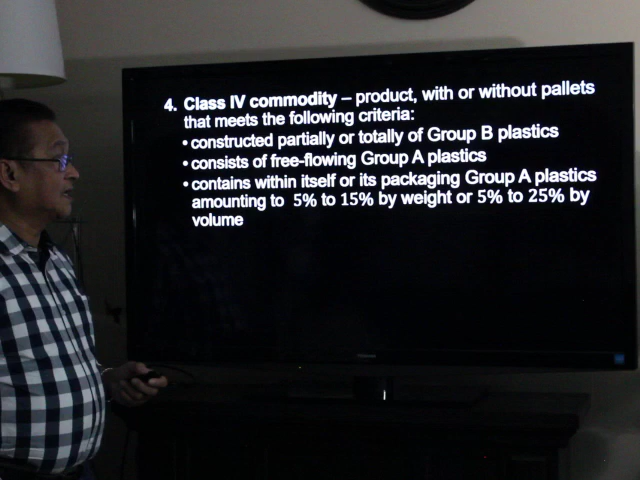 4. Class IV commodity – product, with or without pallets
that meets the following criteria:
• constructed partially or totally of Group B plastics
• consists of free-flowing Group A plastics
• contains within itself or its packaging Group A plastics
amounting to 5% to 15% by weight or 5% to 25% by
volume